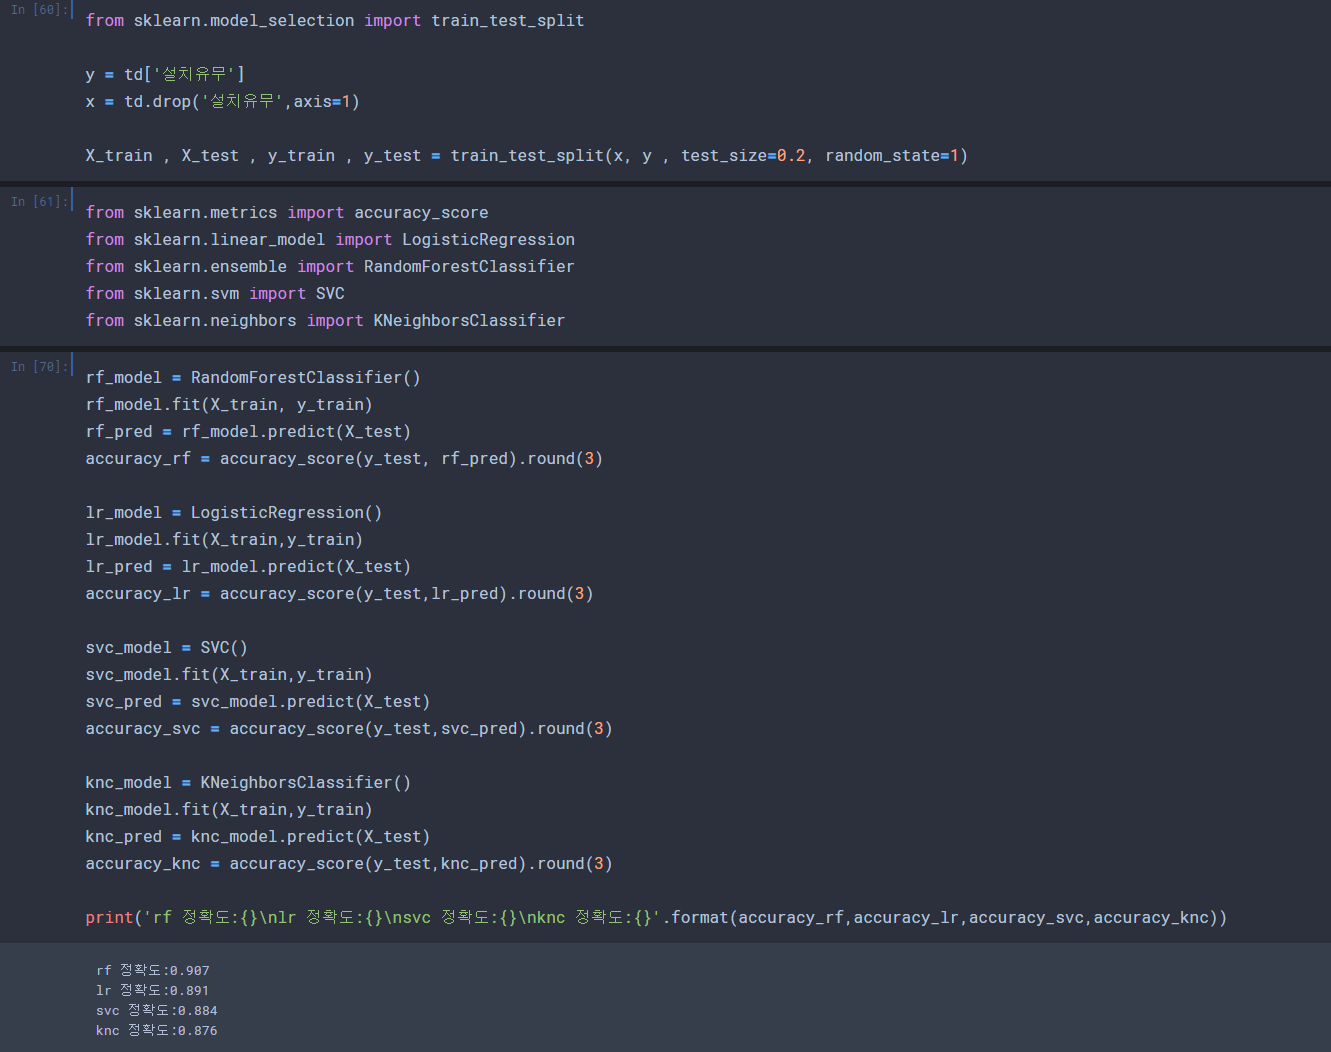 In [60]:
from sklearn.model_selection import train_test_split
y = td['설치유무']
x = td.drop('설치유무',axis=1)
X_train , X_test , y_train , y_test = train_test_split(x, y , test_size=0.2, random_state=1)
In [61]:
from sklearn.metrics import accuracy_score
from sklearn.linear_model import LogisticRegression
from sklearn.ensemble import RandomForestClassifier
from sklearn.svm import SVC
from sklearn.neighbors import KNeighborsClassifier
In [70]:
rf_model = RandomForestClassifier()
rf_model.fit(X_train, y_train)
rf_pred = rf_model.predict(X_test)
accuracy_rf = accuracy_score(y_test, rf_pred).round(3)
lr_model = LogisticRegression()
lr_model.fit(X_train,y_train)
lr_pred = lr_model.predict(X_test)
accuracy_lr = accuracy_score(y_test,lr_pred).round(3)
svc_model = SVC()
svc_model.fit(X_train,y_train)
svc_pred = svc_model.predict(X_test)
accuracy_svc = accuracy_score(y_test,svc_pred).round(3)
knc_model = KNeighborsClassifier()
knc_model.fit(X_train,y_train)
knc_pred = knc_model.predict(X_test)
accuracy_knc = accuracy_score(y_test,knc_pred).round(3)
print('rf 정확도:{}\nlr 정확도:{}\nsvc 정확도:{}\nknc 정확도:{}'.format(accuracy_rf,accuracy_lr,accuracy_svc,accuracy_knc))
rf 정확도:0.907
lr 정확도:0.891
svc 정확도:0.884
knc 정확도:0.876